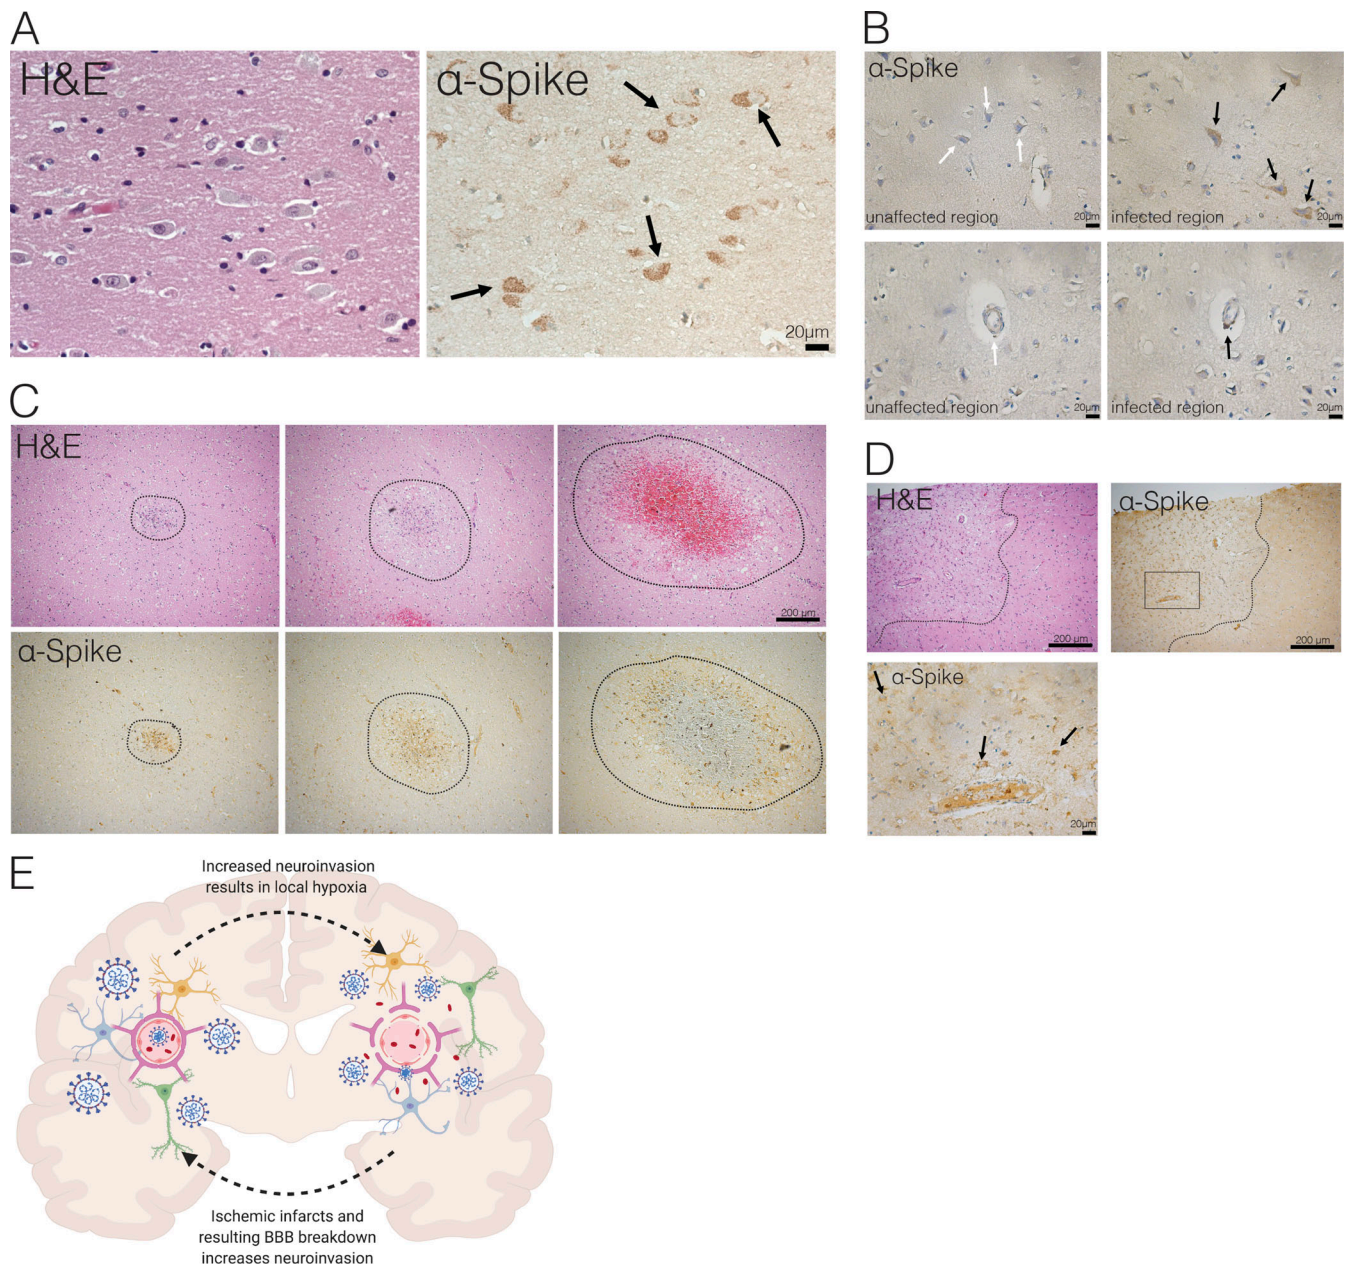 A
H&E
α-Spike
20µm
B
α-Spike
unaffected region
20µm
infected region
20µm
unaffected region
20µm
infected region
20µm
C
H&E
200 µm
α-Spike
D
H&E
200 µm
α-Spike
200 µm
α-Spike
20µm
E
Increased neuroinvasion
results in local hypoxia
Ischemic infarcts and
resulting BBB breakdown
increases neuroinvasion